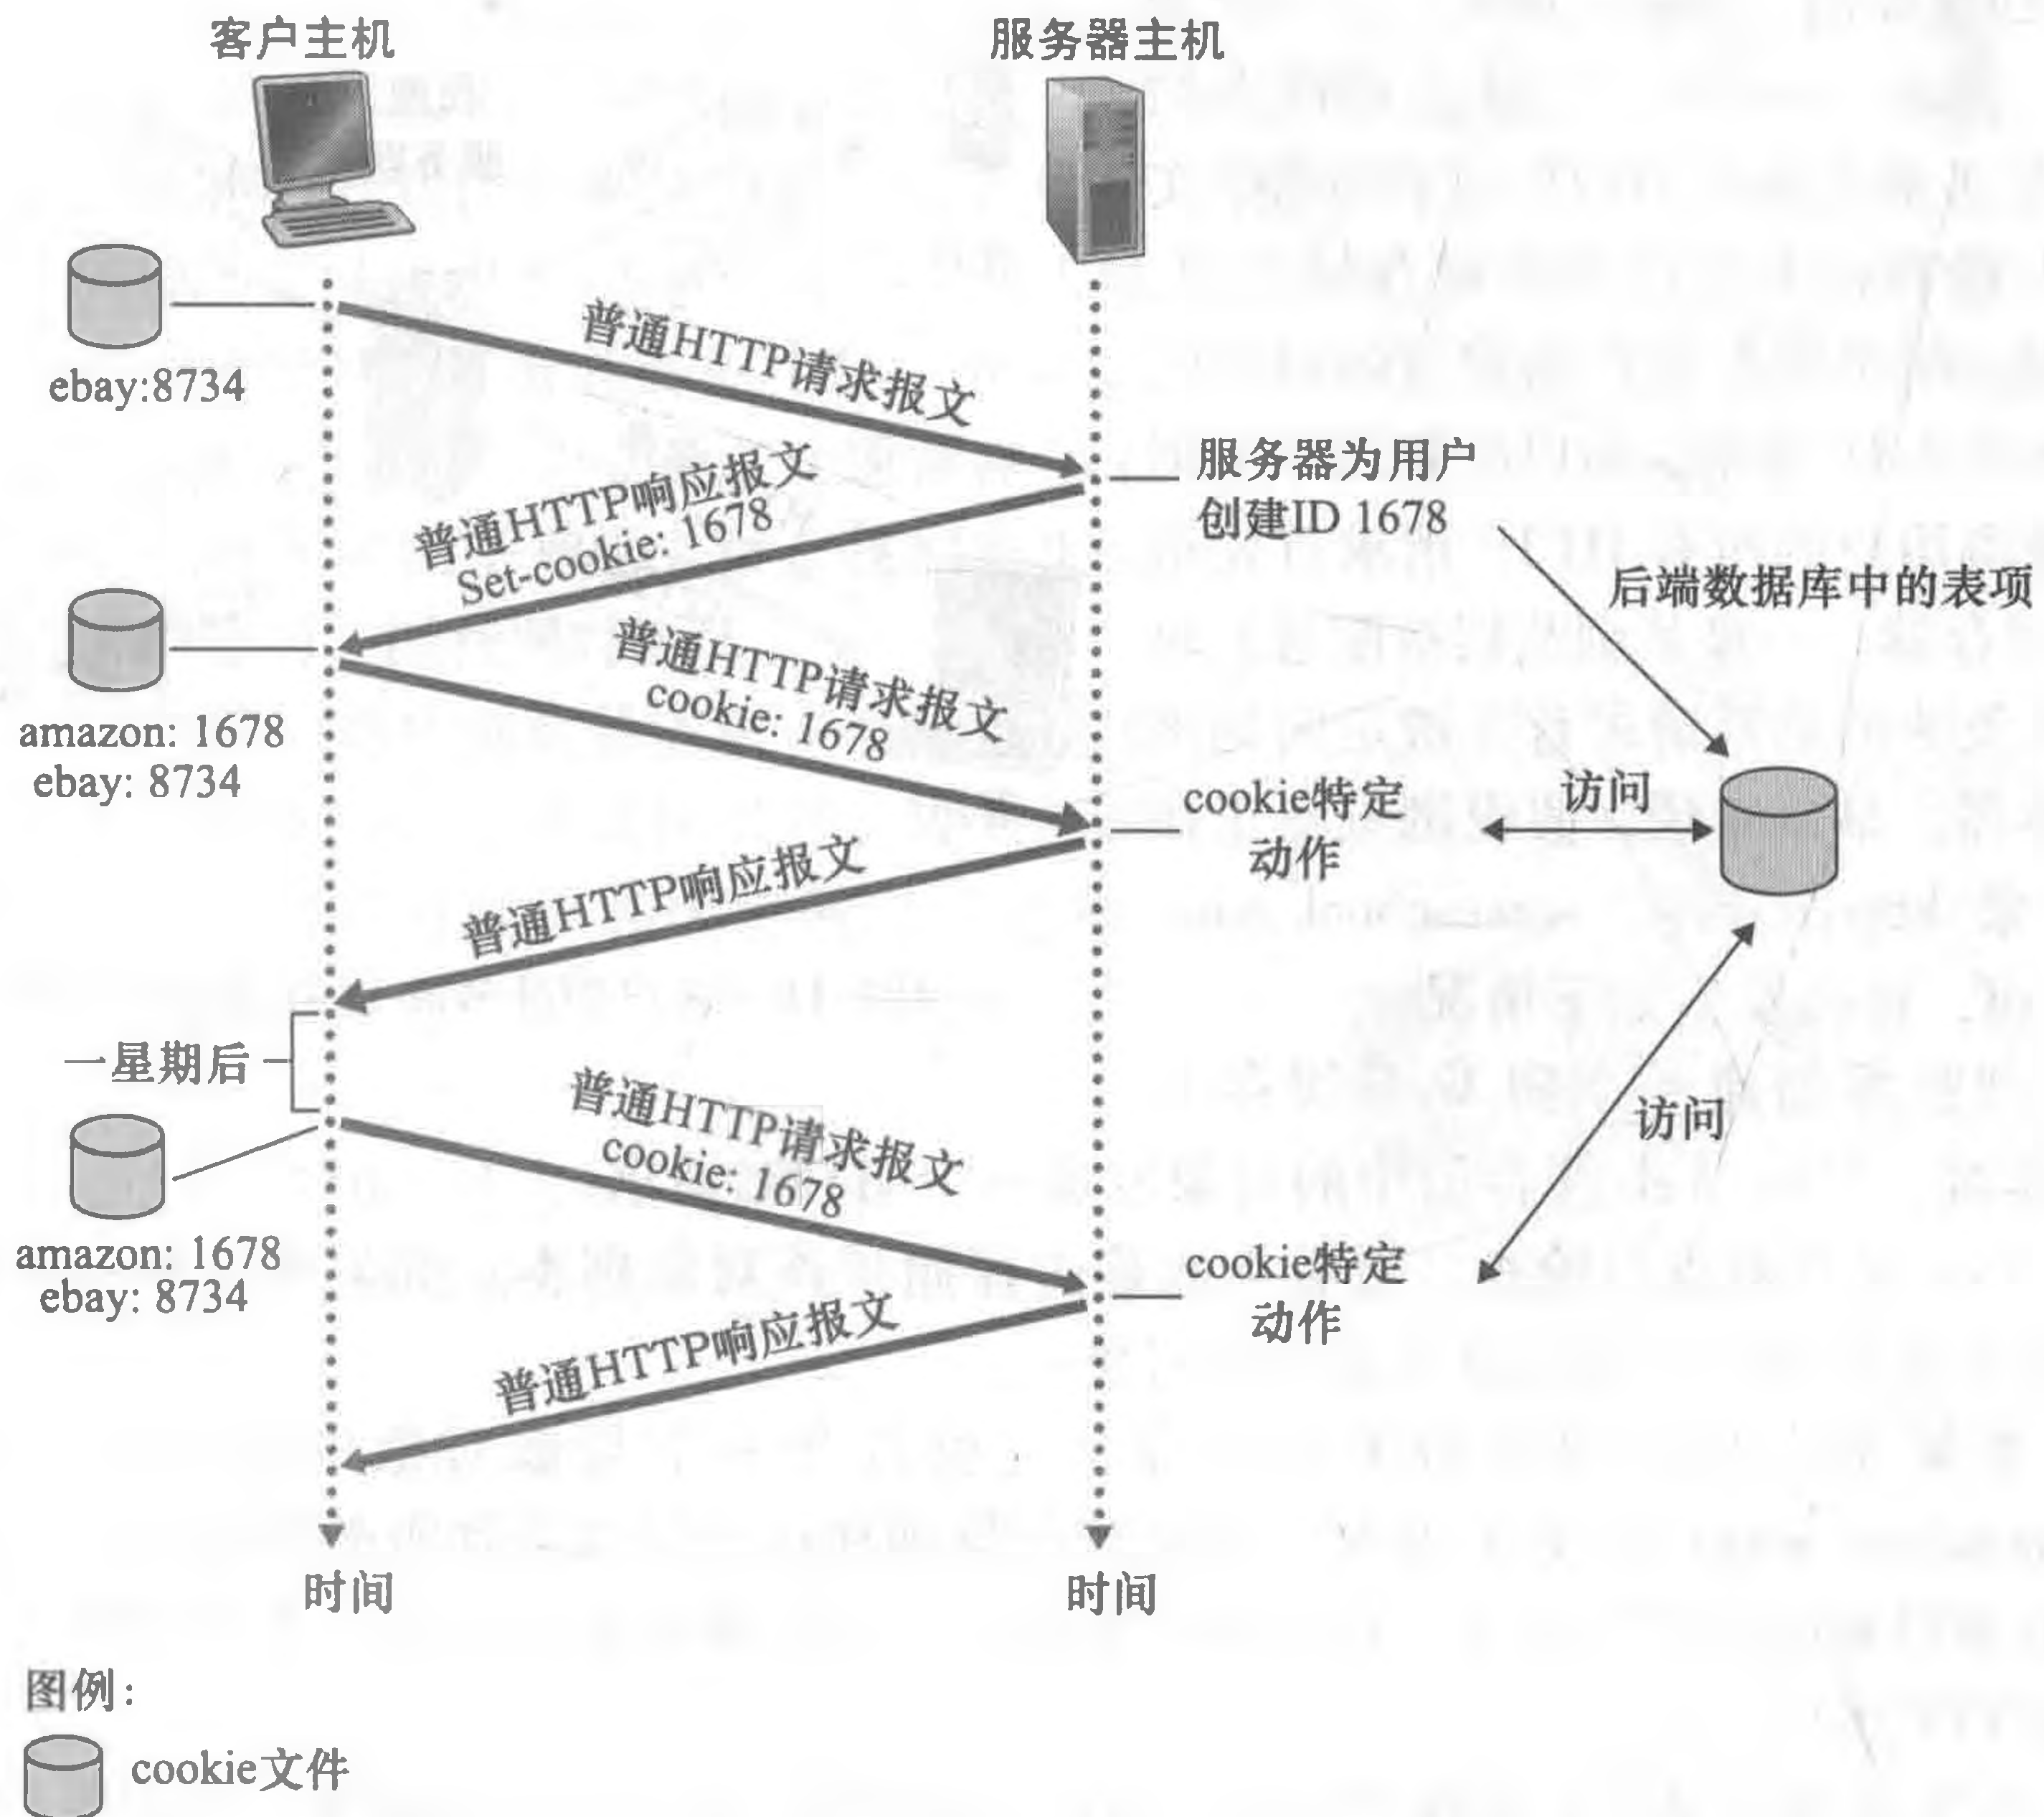 客户主机
服务器主机
ebay:8734
普通HTTP请求报文
服务器为用户
创建ID 1678
普通HTTP响应报文
Set-cookie: 1678
后端数据库中的表项
amazon: 1678
ebay: 8734
普通HTTP请求报文
cookie: 1678
cookie特定
动作
访问
普通HTTP响应报文
一星期后
普通HTTP请求报文
cookie: 1678
访问
amazon: 1678
ebay: 8734
cookie特定
动作
普通HTTP响应报文
时间
时间
图例:
cookie文件